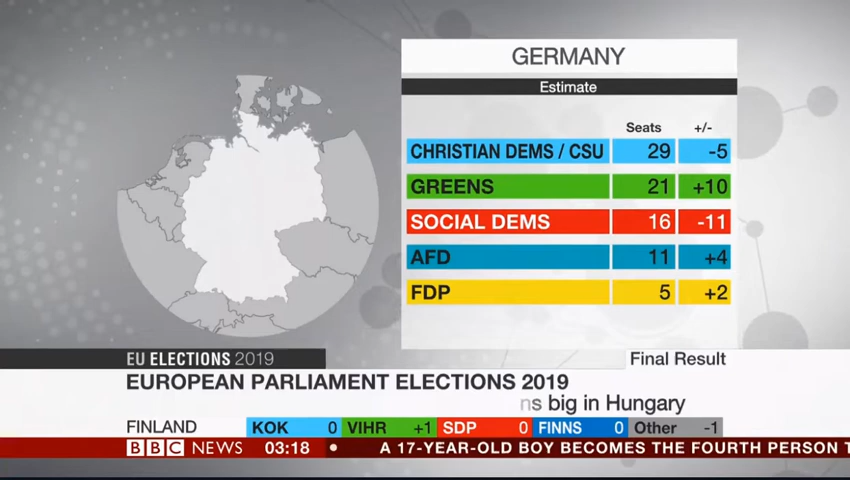 GERMANY
Estimate
Seats +/-
CHRISTIAN DEMS / CSU 29 -5
GREENS 21 +10
SOCIAL DEMS 16 -11
AFD 11 +4
FDP 5 +2
EU ELECTIONS 2019
Final Result
EUROPEAN PARLIAMENT ELECTIONS 2019
ns big in Hungary
FINLAND KOK 0 VIHR +1 SDP 0 FINNS 0 Other -1
BBC NEWS 03:18 • A 17-YEAR-OLD BOY BECOMES THE FOURTH PERSON T